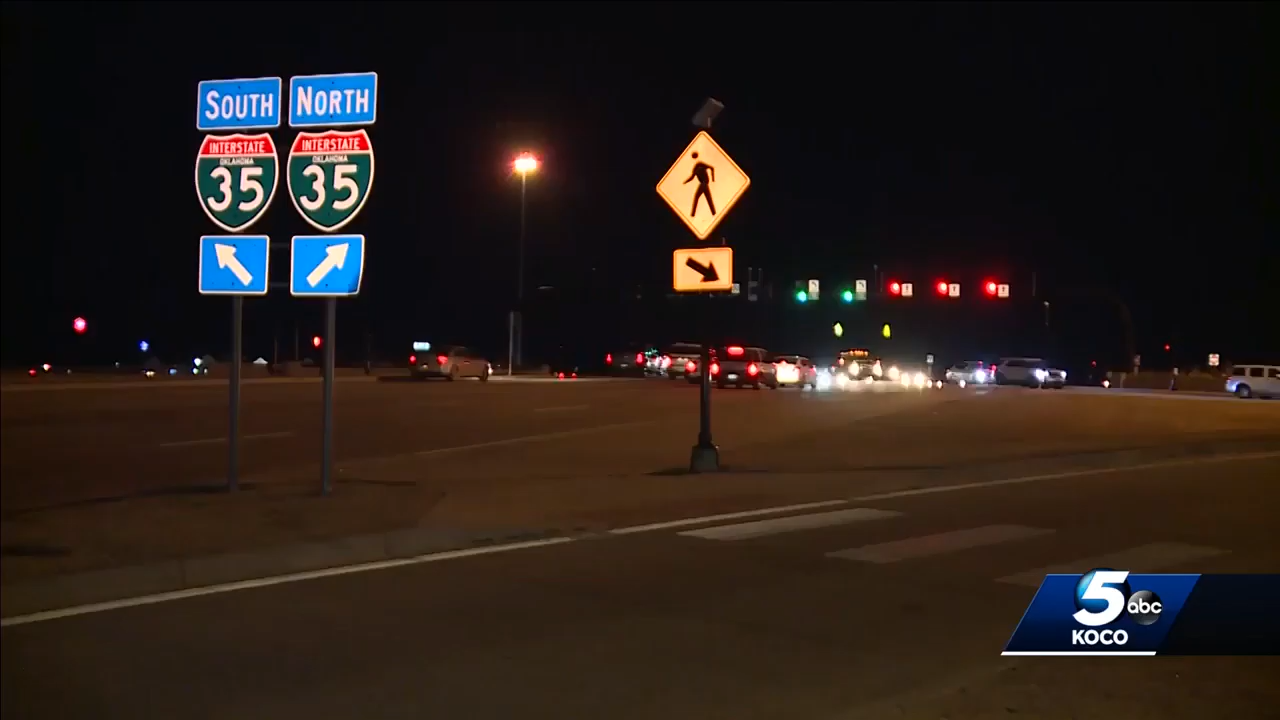 SOUTH
NORTH
INTERSTATE
OKLAHOMA
35
INTERSTATE
OKLAHOMA
35
5
abc
KOCO